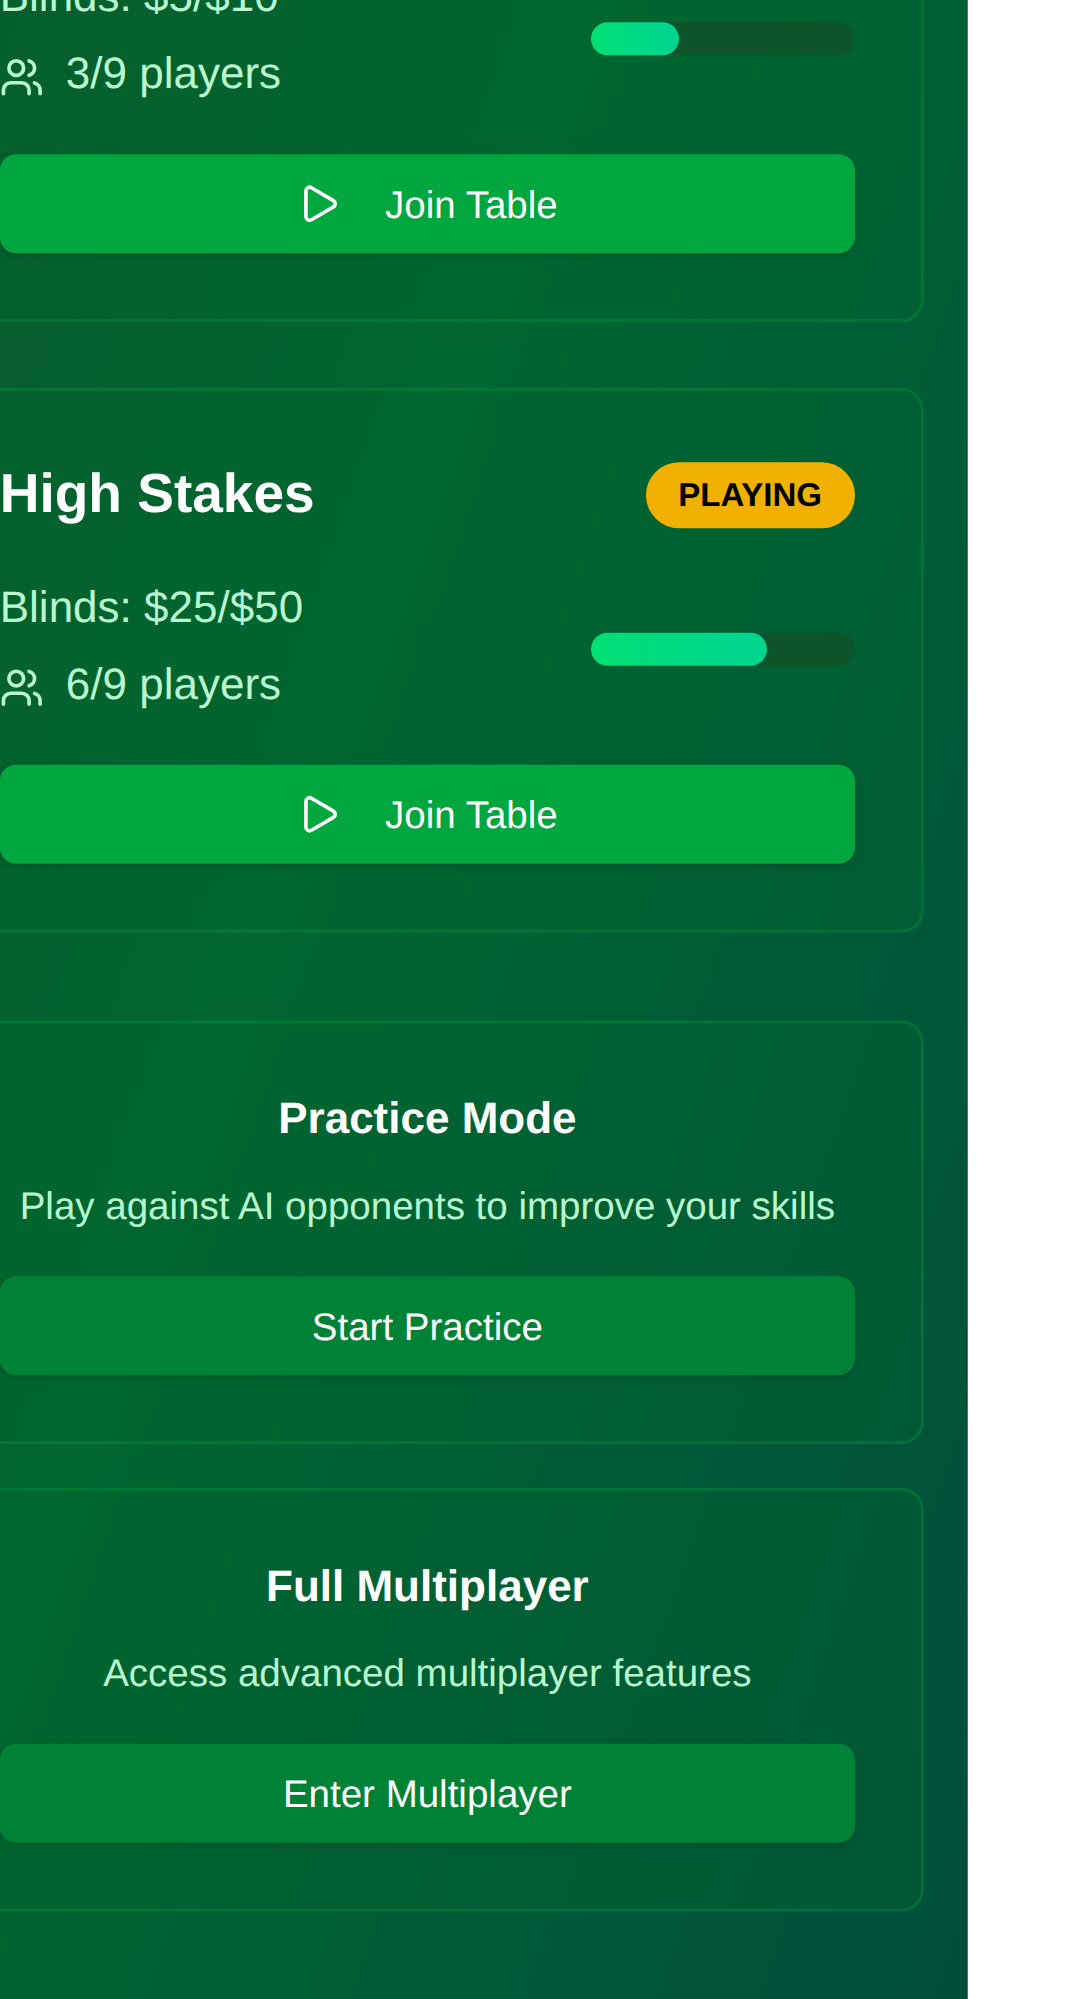 Blinds: $5/$10
3/9 players
Join Table
High Stakes
PLAYING
Blinds: $25/$50
6/9 players
Join Table
Practice Mode
Play against AI opponents to improve your skills
Start Practice
Full Multiplayer
Access advanced multiplayer features
Enter Multiplayer